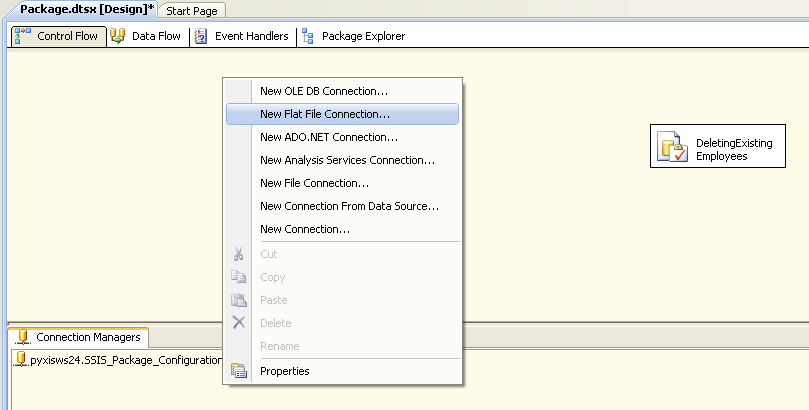 Package.dtsx [Design]* Start Page
Control Flow Data Flow Event Handlers Package Explorer
New OLE DB Connection...
New Flat File Connection...
New ADO.NET Connection...
New Analysis Services Connection...
New File Connection...
New Connection From Data Source...
New Connection...
Cut
Copy
Paste
Delete
Rename
Properties
DeletingExisting
Employees
Connection Managers
pyxisws24.SSIS_Package_Configuration